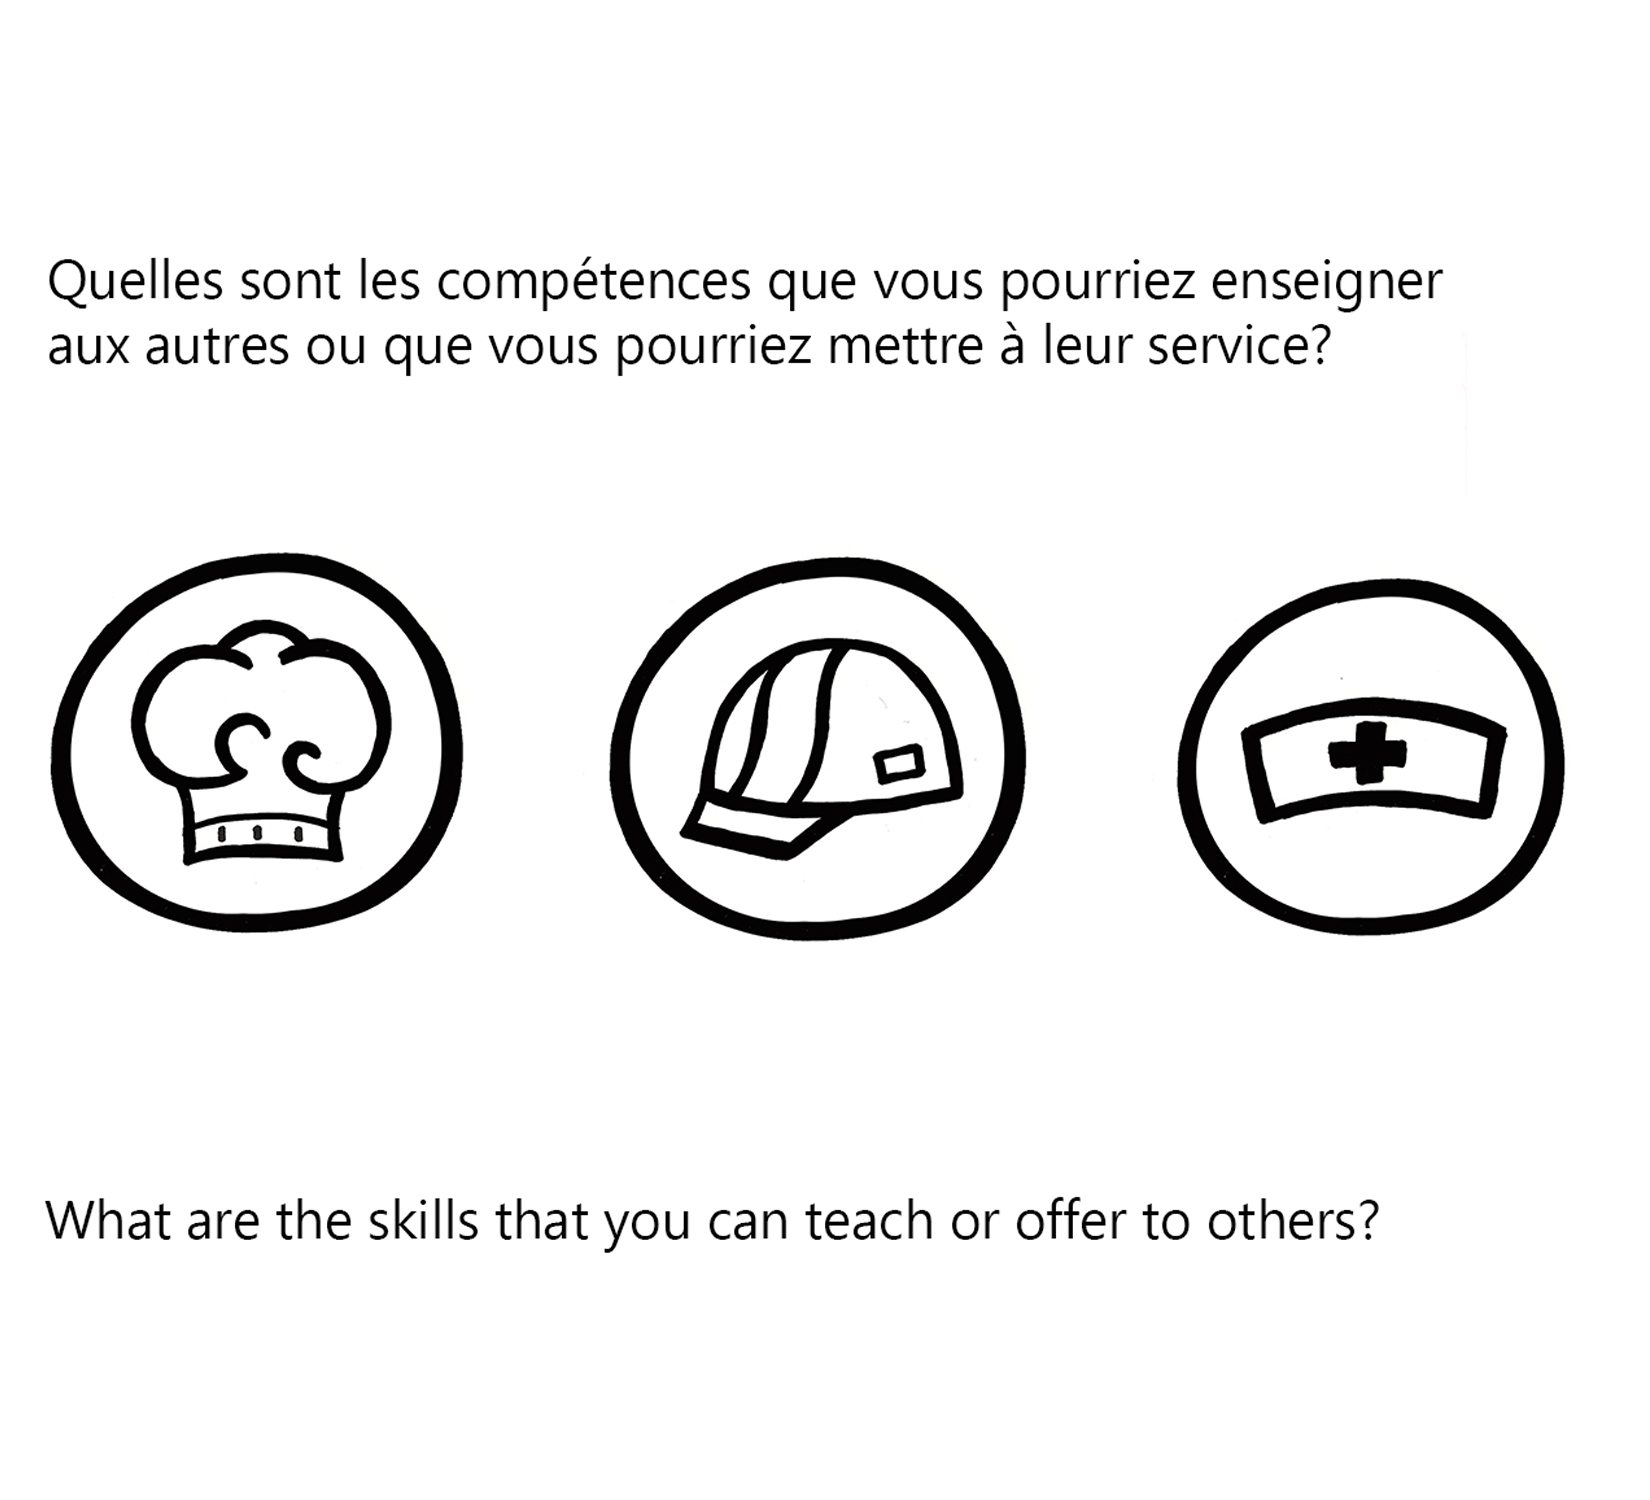 Quelles sont les compétences que vous pourriez enseigner
aux autres ou que vous pourriez mettre à leur service?
What are the skills that you can teach or offer to others?